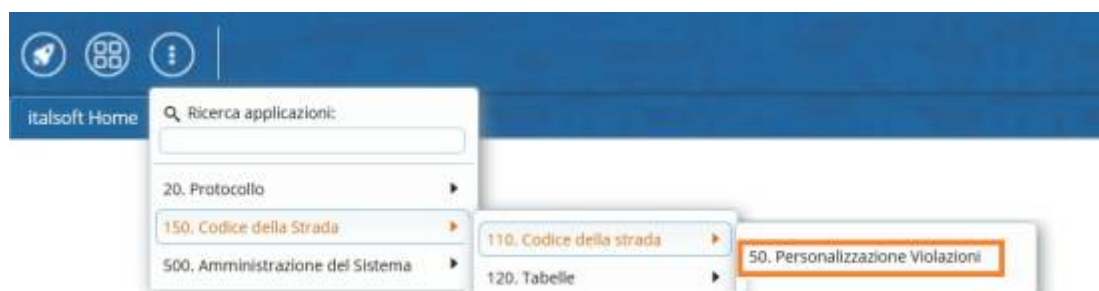 italsoft Home
Ricerca applicazioni:
20. Protocollo
150. Codice della Strada
500. Amministrazione del Sistema
110. Codice della strada
120. Tabelle
50. Personalizzazione Violazioni